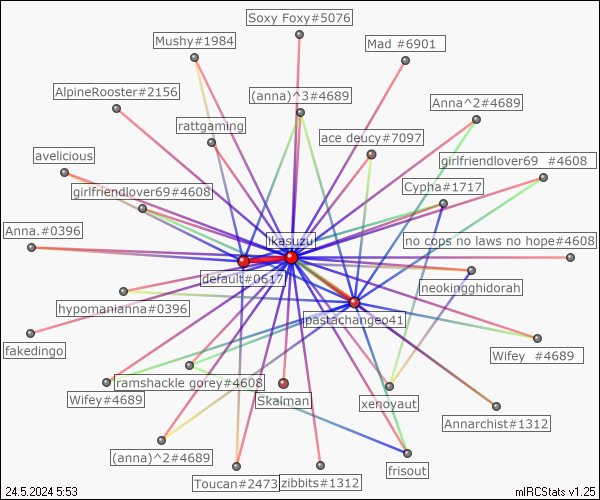 Soxy Foxy#5076
Mushy#1984
Mad #6901
AlpineRooster#2156
(anna)^3#4689
Anna^2#4689
rattgaming
ace deucy#7097
avelicious
girlfriendlover69 #4608
girlfriendlover69#4608
Cypha#1717
Anna.#0396
ikasuzu
no cops no laws no hope#4608
default#0617
neokingghidorah
hypomanianna#0396
pastachangeo41
fakedingo
Wifey #4689
ramshackle gorey#4608
Wifey#4689
Skalman
xenoyaut
Annarchist#1312
(anna)^2#4689
frisout
Toucan#2473
zibbits#1312
24.5.2024 5:53
mIRCStats v1.25